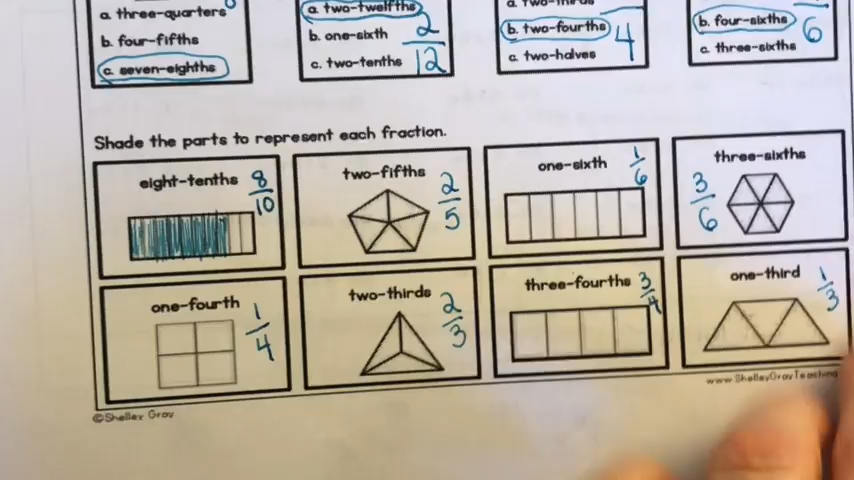 a. three-quarters
b. four-fifths
c. seven-eighths
a. two-twelfths
b. one-sixth
c. two-tenths
2
12
b. two-fourths
c. two-halves
4
b. four-sixths
c. three-sixths
6
Shade the parts to represent each fraction.
eight-tenths
8
10
two-fifths
2
5
one-sixth
1
6
three-sixths
3
6
one-fourth
1
4
two-thirds
2
3
three-fourths
3
4
one-third
1
3
©Shelley Gray
www.ShelleyGrayTeaching